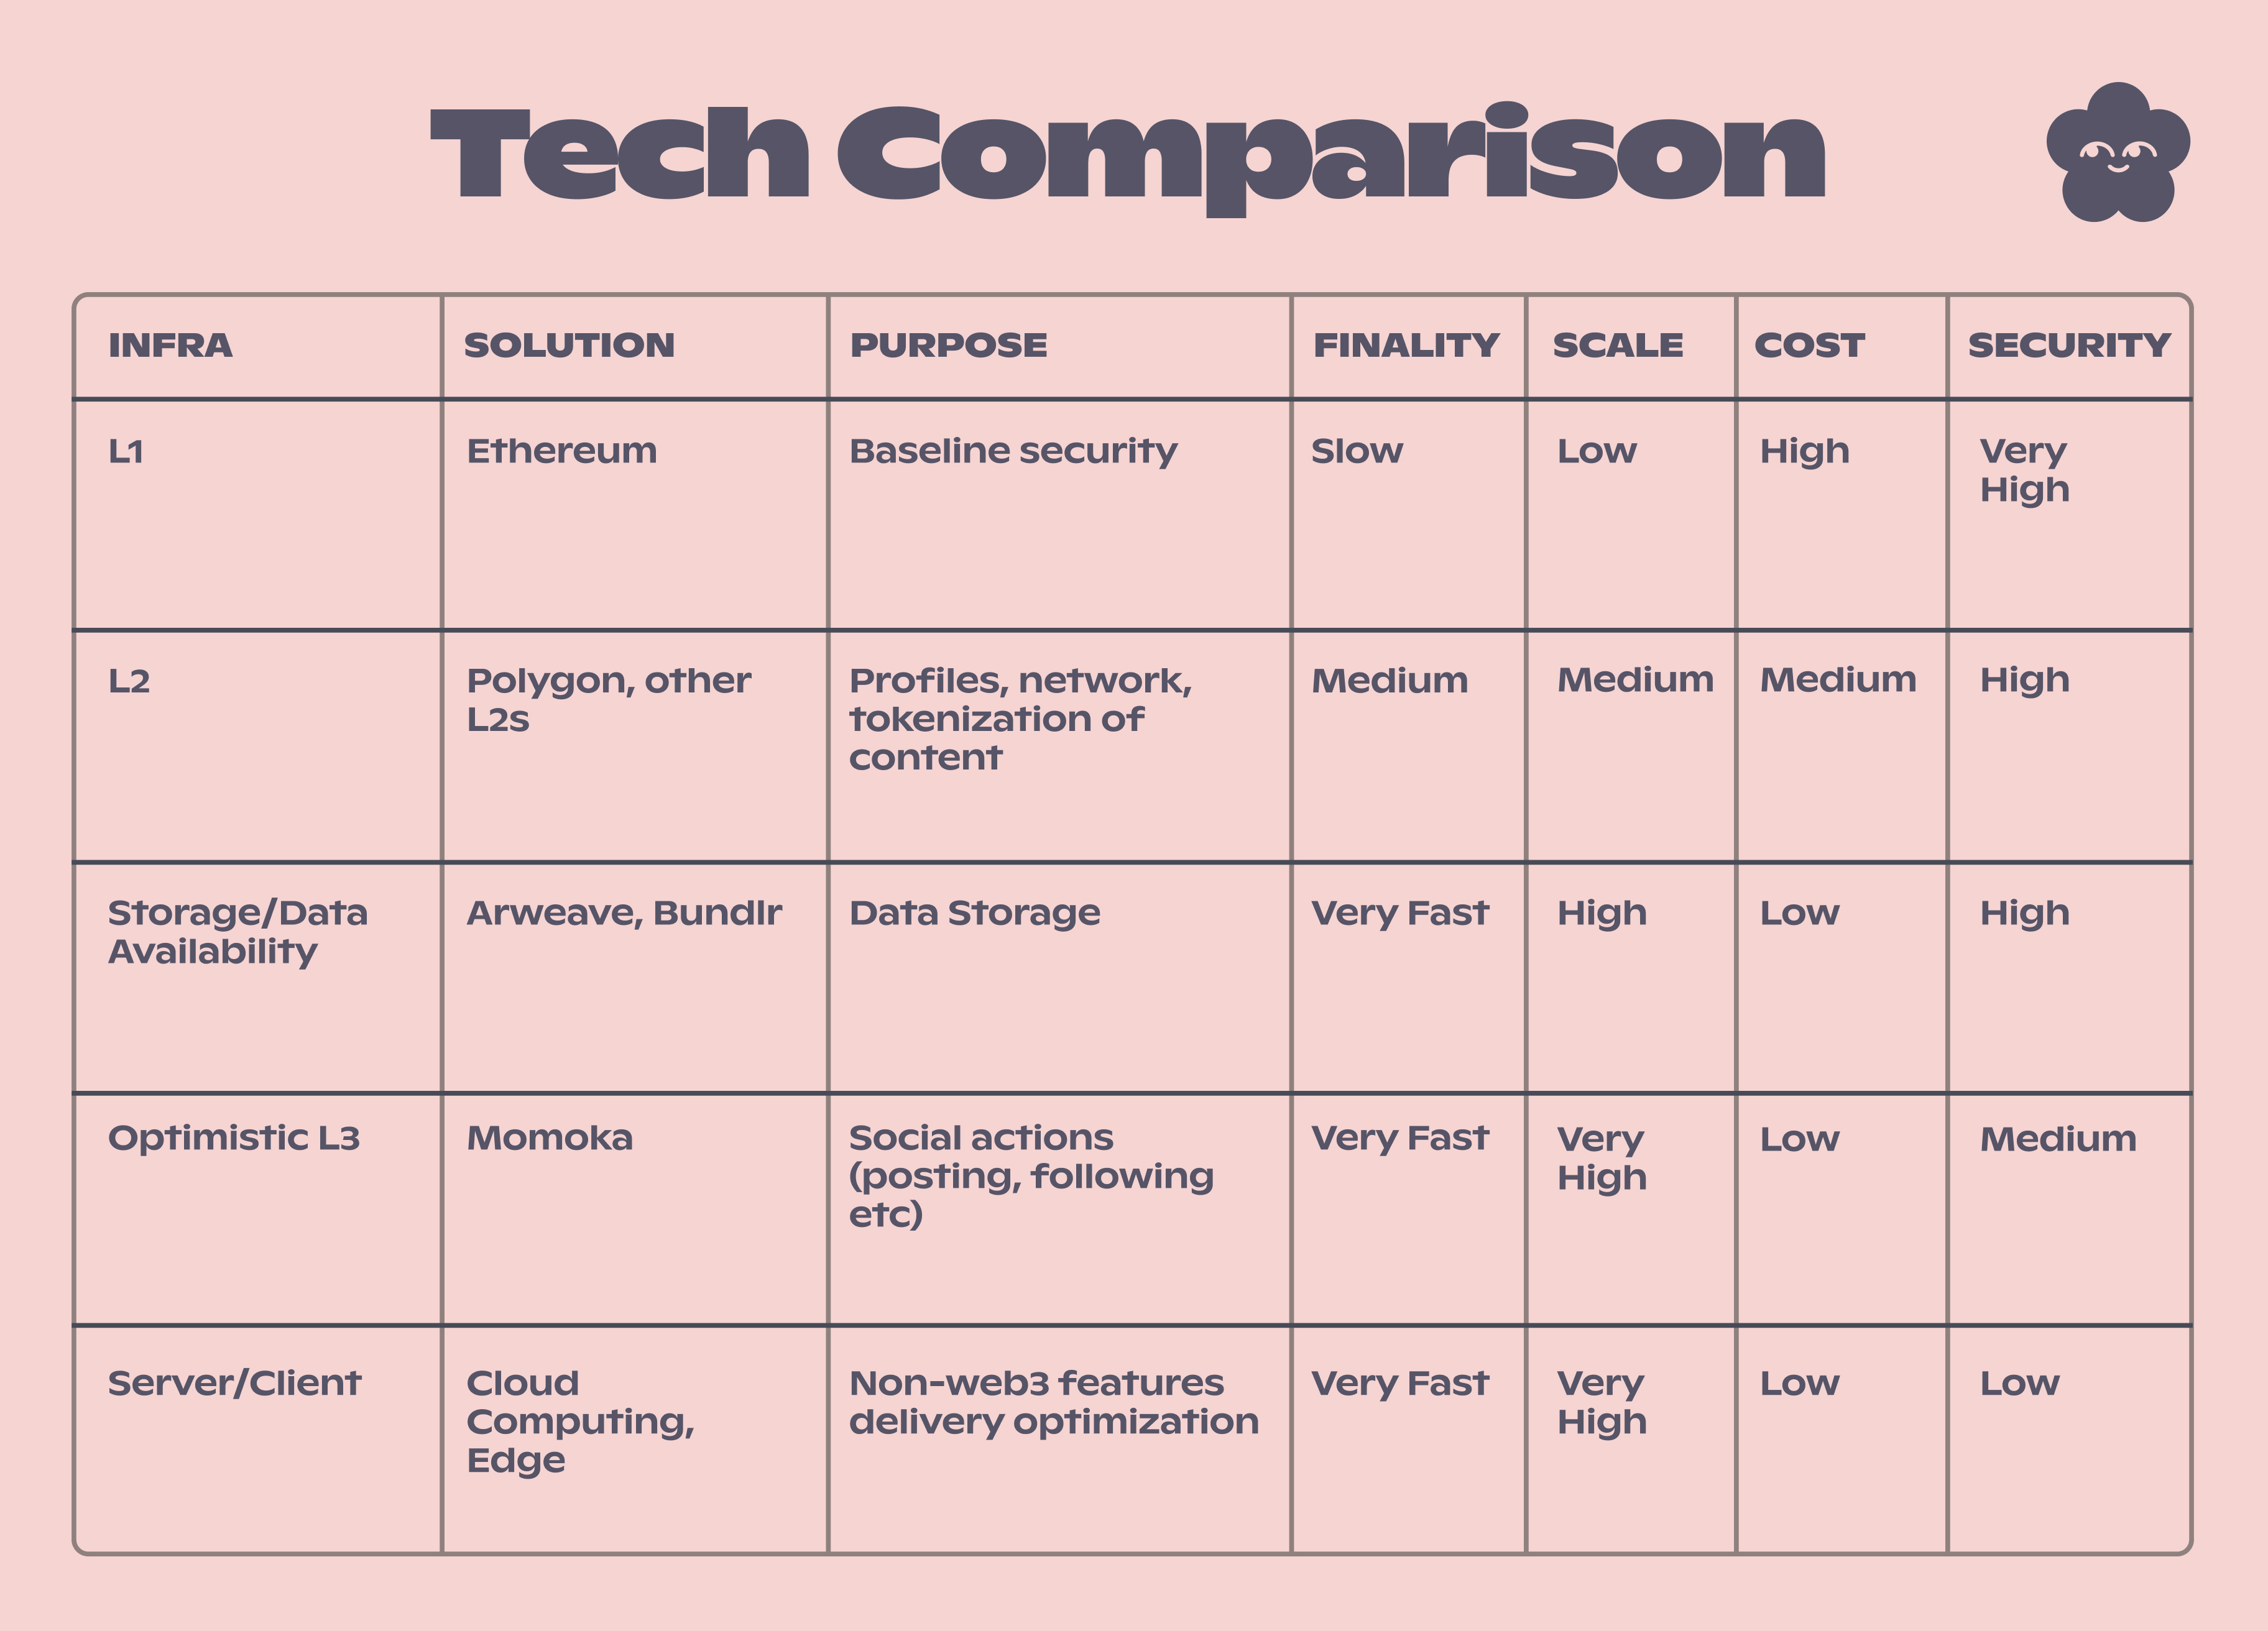 Tech Comparison
INFRA SOLUTION PURPOSE FINALITY SCALE COST SECURITY
L1 Ethereum Baseline security Slow Low High Very
High
L2 Polygon, other Profiles, network, Medium Medium Medium High
L2s tokenization of
content
Storage/Data Arweave, Bundlr Data Storage Very Fast High Low High
Availability
Optimistic L3 Momoka Social actions Very Fast Very Low Medium
(posting, following High
etc)
Server/Client Cloud Non-web3 features Very Fast Very Low Low
Computing, delivery optimization High
Edge